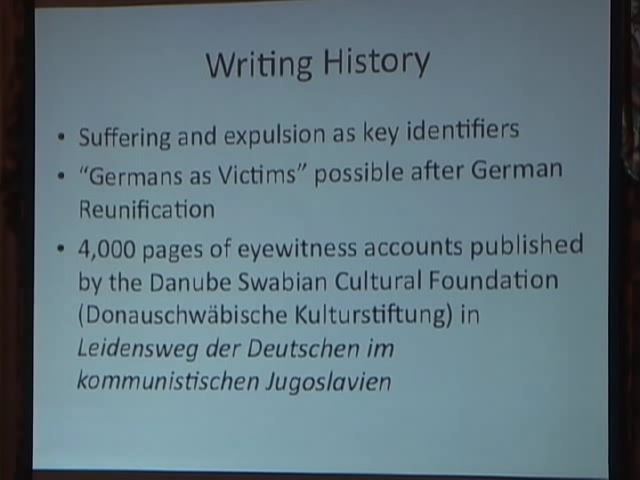 Writing History
• Suffering and expulsion as key identifiers
• “Germans as Victims” possible after German
Reunification
• 4,000 pages of eyewitness accounts published
by the Danube Swabian Cultural Foundation
(Donauschwäbische Kulturstiftung) in
Leidensweg der Deutschen im
kommunistischen Jugoslavien